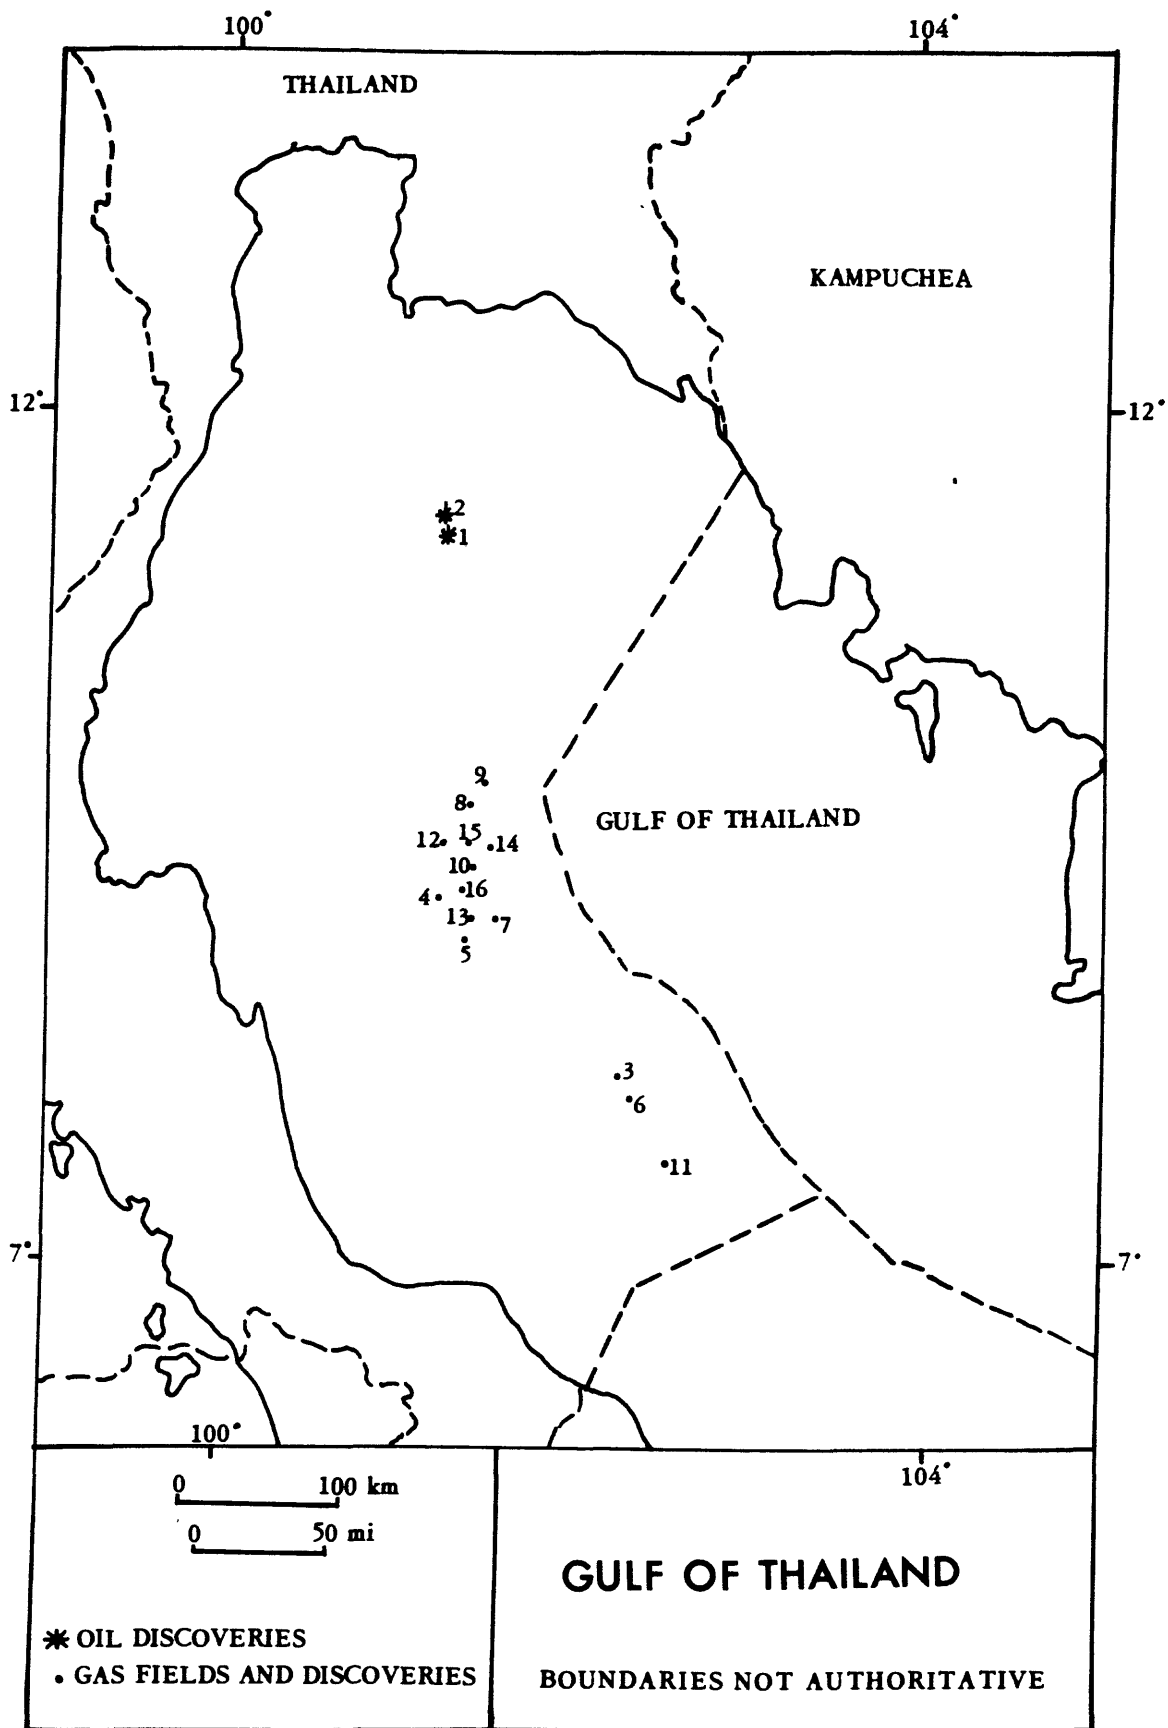 100°
104°
THAILAND
KAMPUCHEA
12°
12°
2
1
9
8
15
12
14
10
16
4
13
7
5
GULF OF THAILAND
3
6
11
7°
7°
100°
104°
0 100 km
0 50 mi
GULF OF THAILAND
OIL DISCOVERIES
GAS FIELDS AND DISCOVERIES
BOUNDARIES NOT AUTHORITATIVE